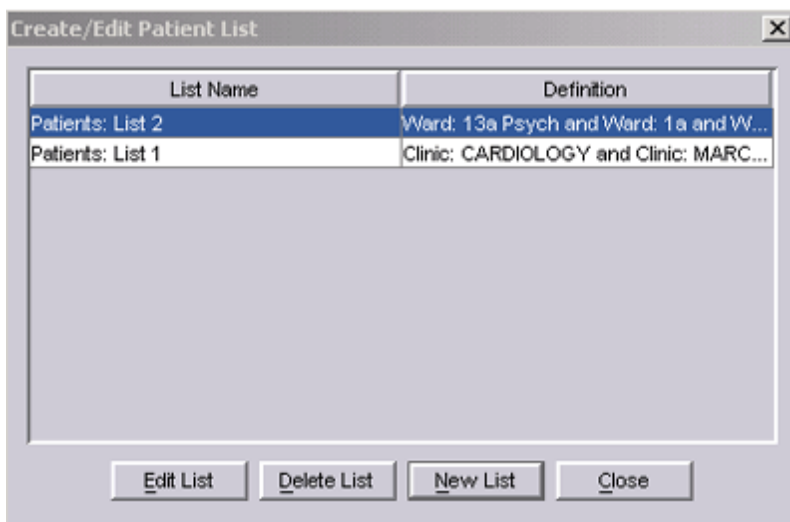 Create/Edit Patient List
List Name Definition
Patients: List 2 Ward: 13a Psych and Ward: 1a and W...
Patients: List 1 Clinic: CARDIOLOGY and Clinic: MARC...
Edit List Delete List New List Close